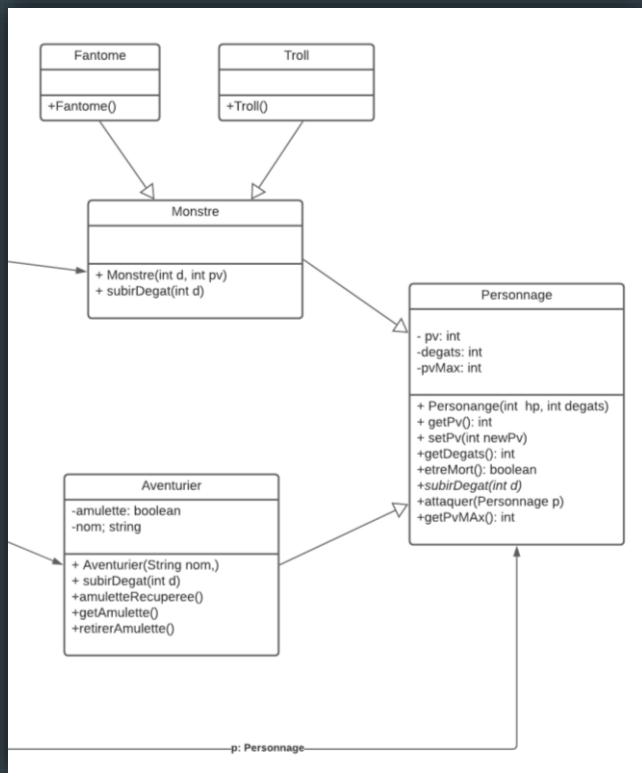 Fantome
+Fantome()
Troll
+Troll()
Monstre
+ Monstre(int d, int pv)
+ subirDegat(int d)
Personnage
- pv: int
-degats: int
-pvMax: int
+ Personange(int hp, int degats)
+ getPv(): int
+ setPv(int newPv)
+getDegats(): int
+etreMort(): boolean
+subirDegat(int d)
+attaquer(Personnage p)
+getPvMAx(): int
Aventurier
-amulette: boolean
-nom; string
+ Aventurier(String nom,)
+ subirDegat(int d)
+amuletteRecuperee()
+getAmulette()
+retirerAmulette()
p: Personnage